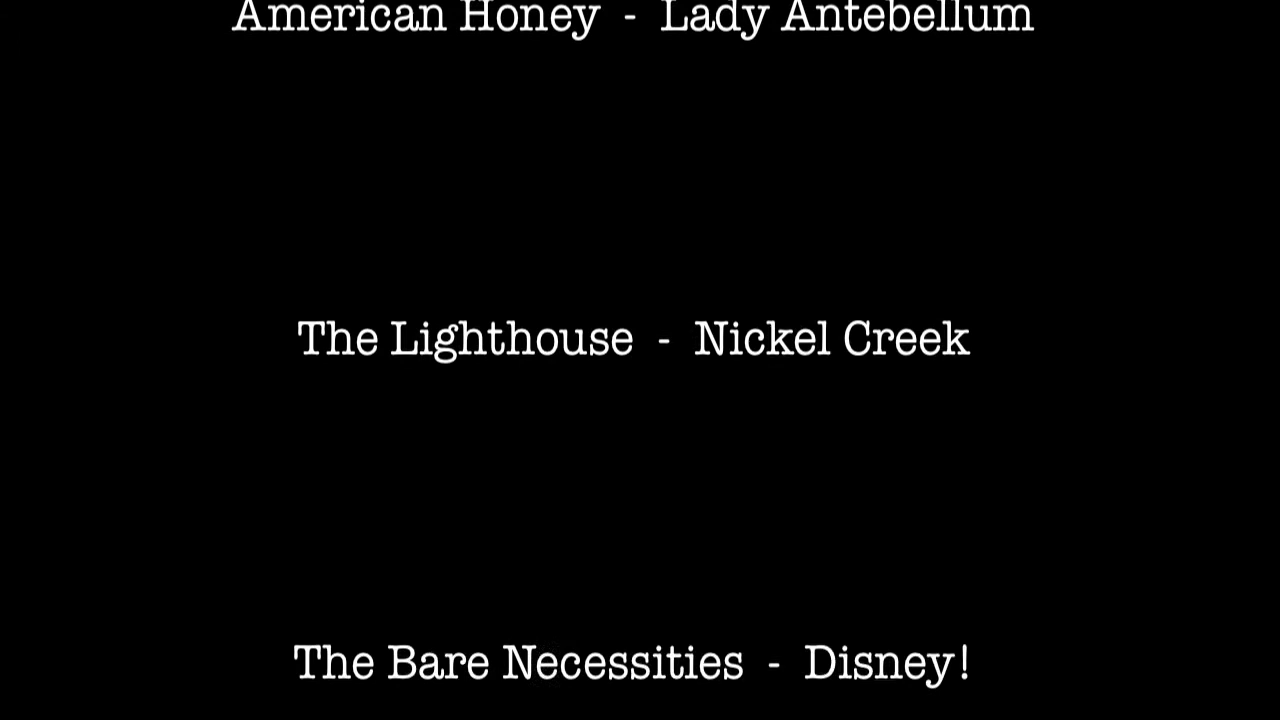 American Honey - Lady Antebellum
The Lighthouse - Nickel Creek
The Bare Necessities - Disney!